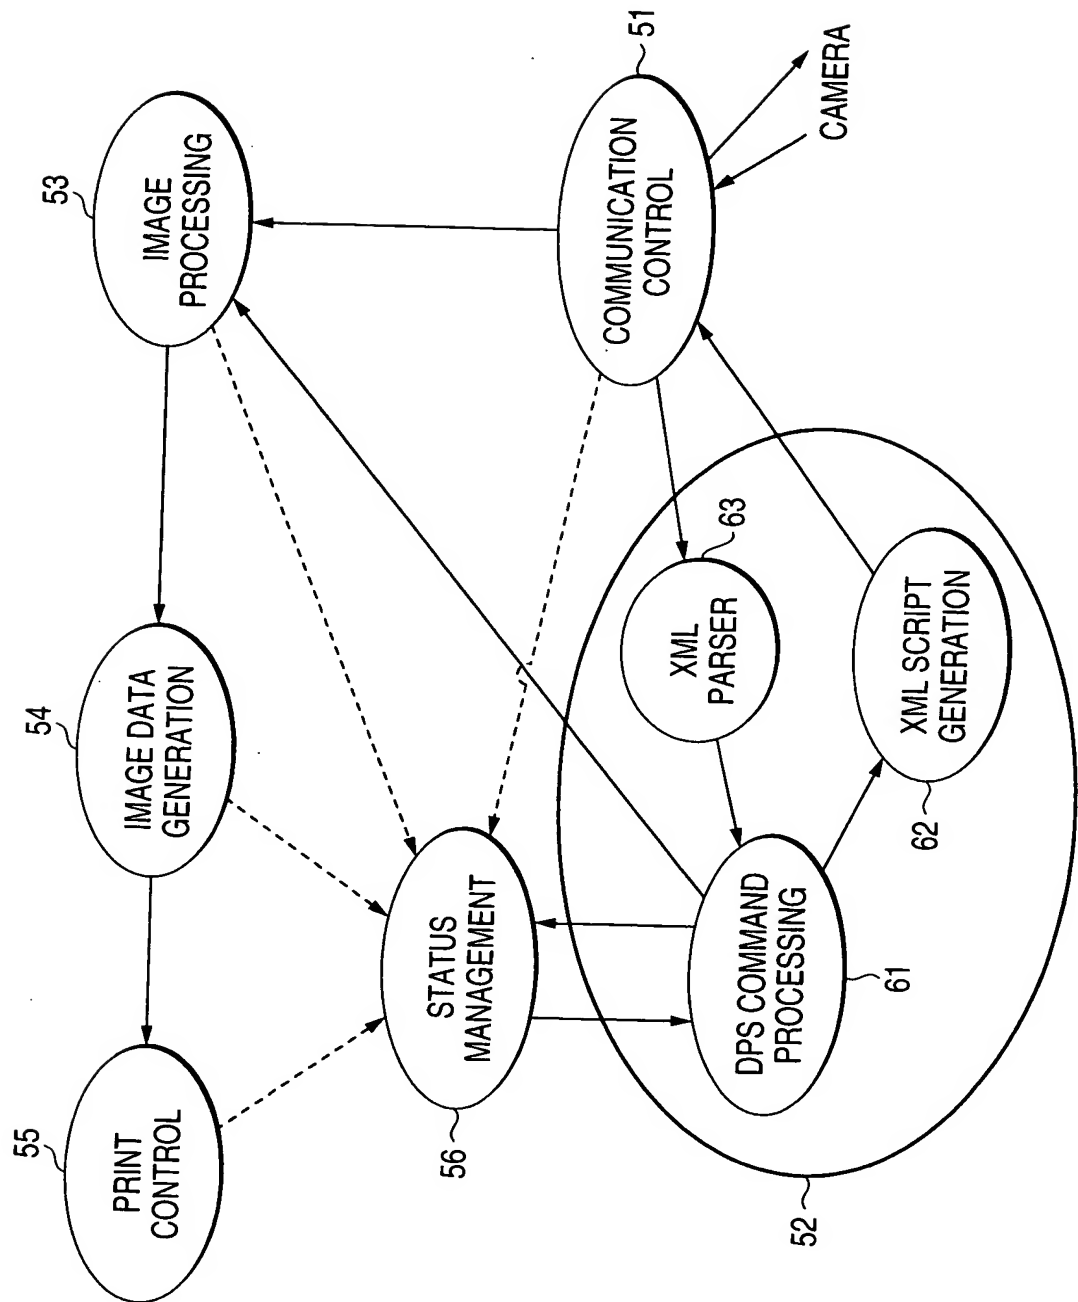 55
PRINT
CONTROL
54
IMAGE DATA
GENERATION
53
IMAGE
PROCESSING
56
STATUS
MANAGEMENT
51
COMMUNICATION
CONTROL
CAMERA
52
61
DPS COMMAND
PROCESSING
63
XML
PARSER
62
XML SCRIPT
GENERATION